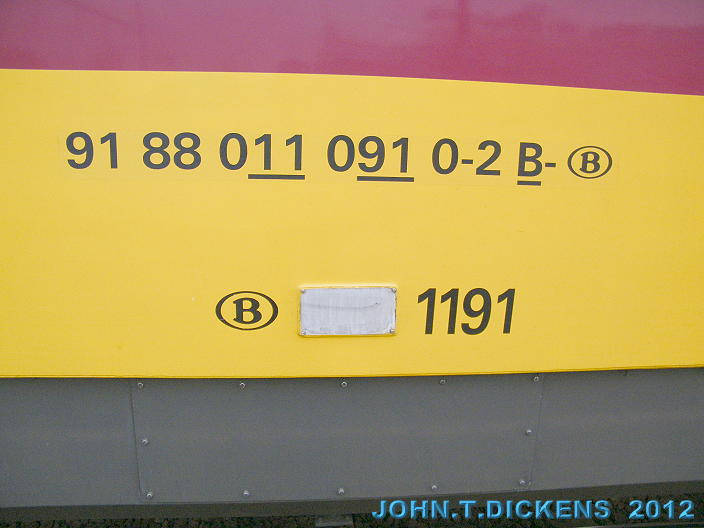 91 88 011 091 0-2 B- B
B 1191
JOHN.T.DICKENS 2012